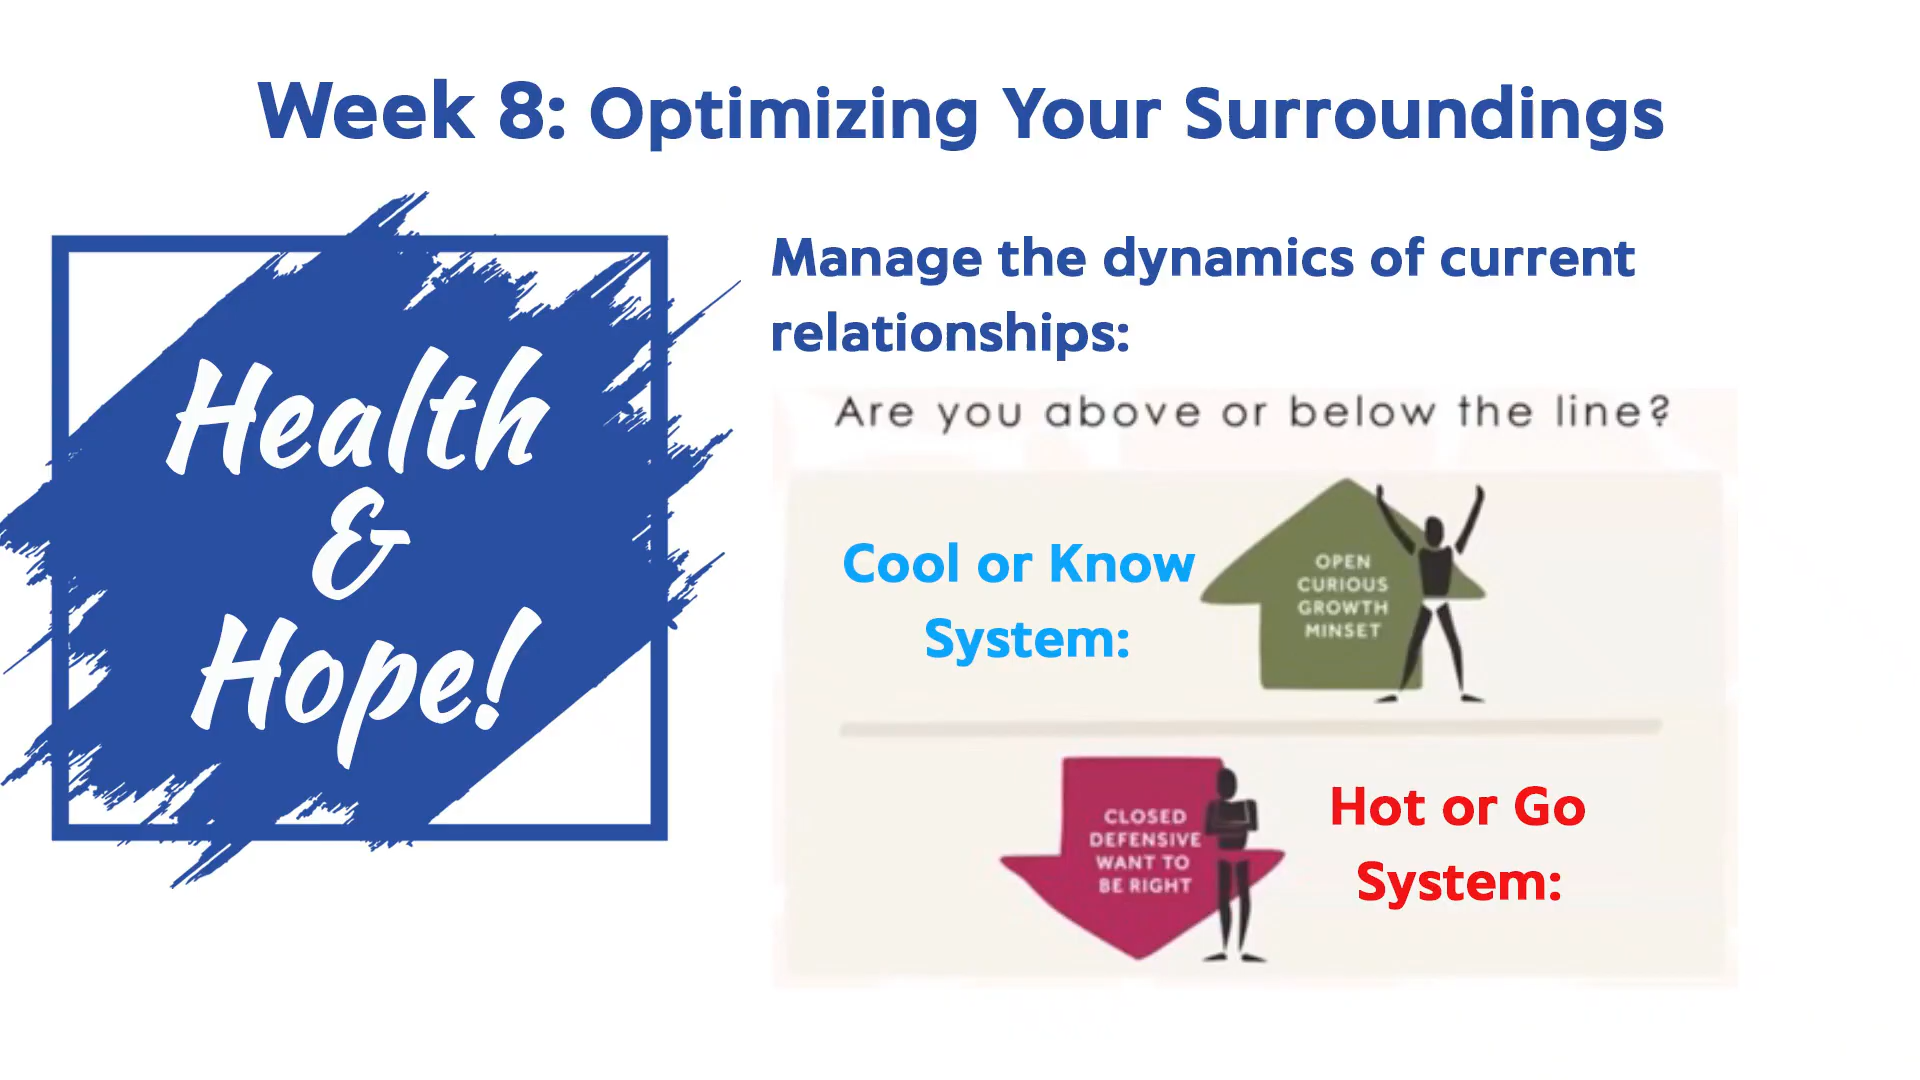 Week 8: Optimizing Your Surroundings
Health
&
Hope!
Manage the dynamics of current
relationships:
Are you above or below the line?
Cool or Know
System:
OPEN
CURIOUS
GROWTH
MINSET
CLOSED
DEFENSIVE
WANT TO
BE RIGHT
Hot or Go
System: